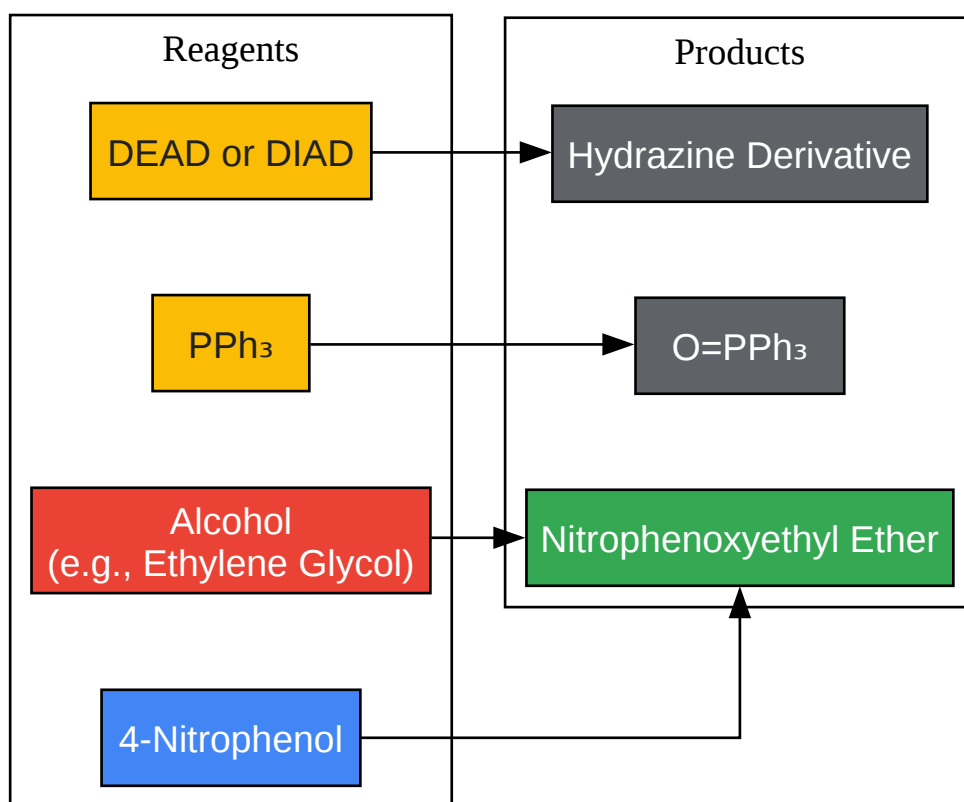 Reagents
DEAD or DIAD
PPh₃
Alcohol
(e.g., Ethylene Glycol)
4-Nitrophenol
Products
Hydrazine Derivative
O=PPh₃
Nitrophenoxyethyl Ether